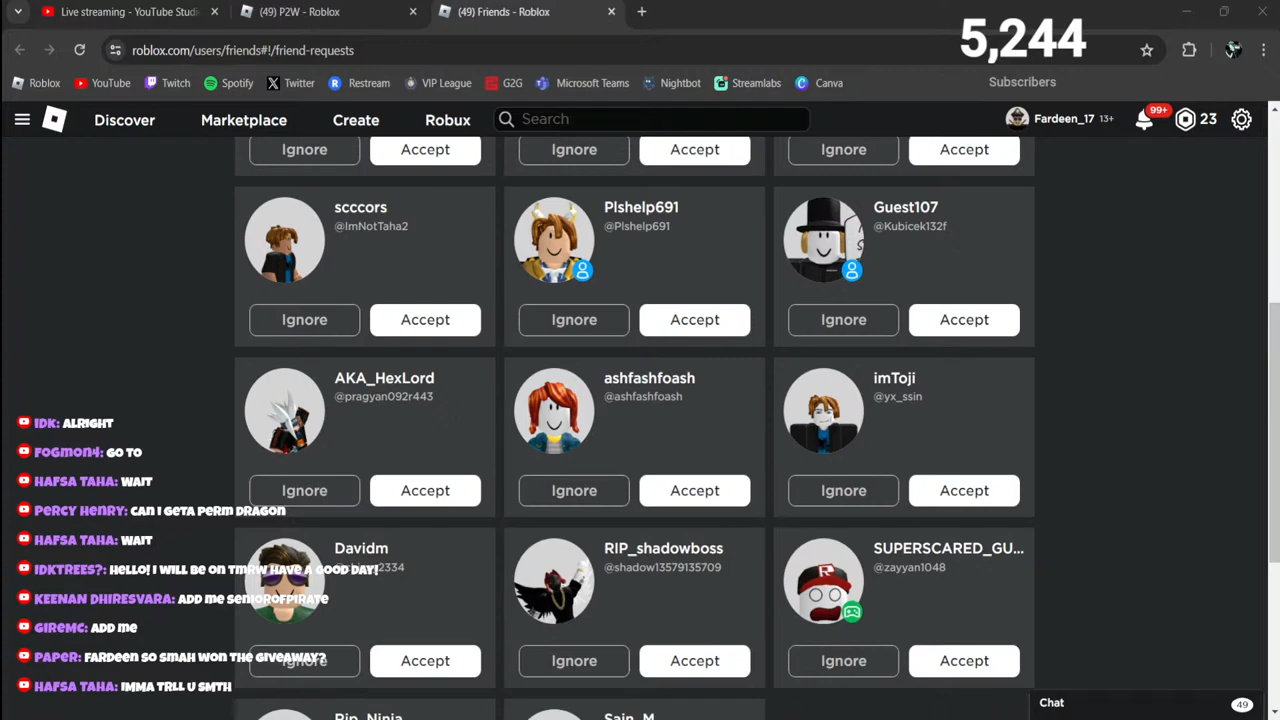 Live streaming - YouTube Studi
(49) P2W - Roblox
(49) Friends - Roblox
roblox.com/users/friends#!/friend-requests
5,244
Subscribers
Roblox YouTube Twitch Spotify Twitter Restream VIP League G2G Microsoft Teams Nightbot Streamlabs Canva
Discover Marketplace Create Robux Search Fardeen_17 13+ 99+ 23
Ignore Accept Ignore Accept Ignore Accept
scccors Plshelp691 Guest107
@ImNotTaha2 @Plshelp691 @Kubicek132f
Ignore Accept Ignore Accept Ignore Accept
AKA_HexLord ashfashfoash imToji
@pragyan092r443 @ashfashfoash @yx_ssin
Ignore Accept Ignore Accept Ignore Accept
Davidm RIP_shadowboss SUPERSCARED_GU...
2334 @shadow13579135709 @zayyan1048
Ignore Accept Ignore Accept Ignore Accept
Rip_Ninja Sain_M
IDK: ALRIGHT
FOGMON4: GO TO
HAFSA TAHA: WAIT
PERCY HENRY: CAN I GETA PERM DRAGON
HAFSA TAHA: WAIT
IDKTREES?: HELLO! I WILL BE ON TMRW HAVE A GOOD DAY!
KEENAN DHIRESVARA: ADD ME SENIOROFPIRATE
GIREMC: ADD ME
PAPER: FARDEEN SO SMAH WON THE GIVEAWAY?
HAFSA TAHA: IMMA TRLL U SMTH
Chat 49